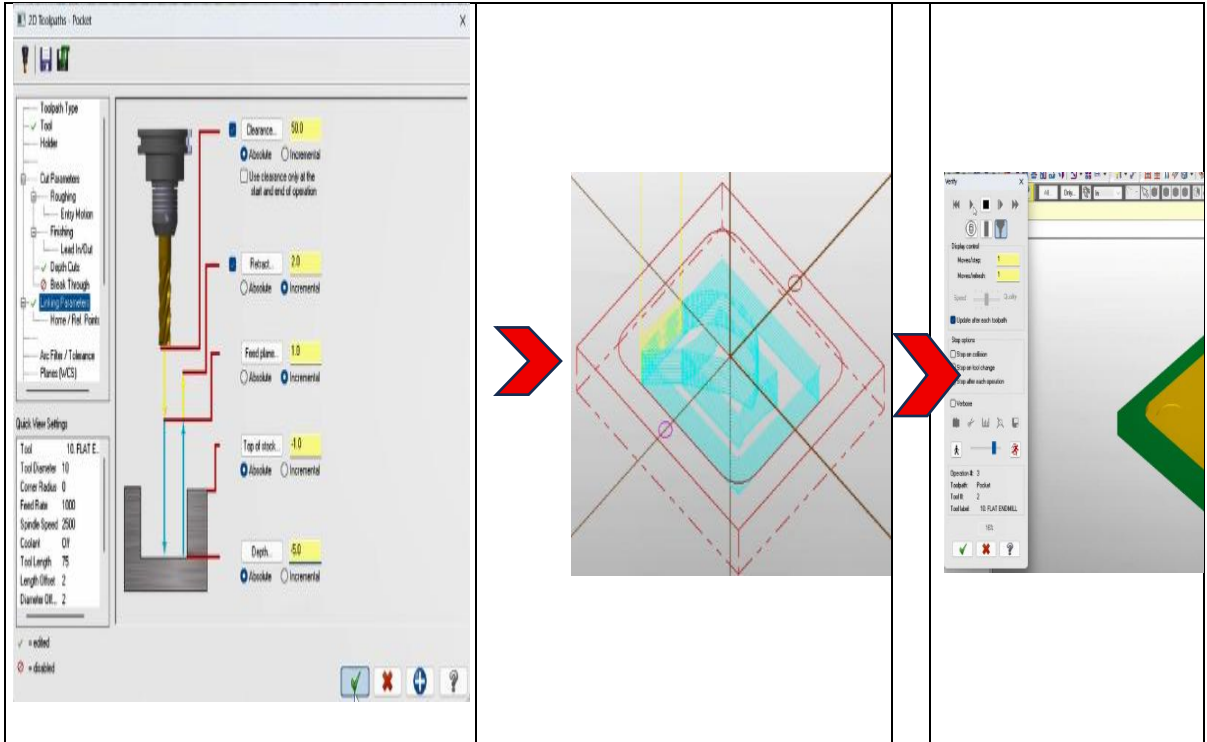 2D Toolpaths - Pocket
X
Toolpath Type
Tool
Holder
Cut Parameters
Roughing
Entry Motion
Finishing
Lead In/Out
Depth Cuts
Break Through
Linking Parameters
Home / Ref. Points
Arc Filter / Tolerance
Planes (WCS)
Quick View Settings
Tool 10. FLAT E..
Tool Diameter 10
Corner Radius 0
Feed Rate 1000
Spindle Speed 2500
Coolant Off
Tool Length 75
Length Offset 2
Diameter Off... 2
✓ = edited
= disabled
Clearance... 50.0
Absolute Incremental
Use clearance only at the
start and end of operation
Retract... 2.0
Absolute Incremental
Feed plane... 1.0
Absolute Incremental
Top of stock... -1.0
Absolute Incremental
Depth... -5.0
Absolute Incremental
?
Verify X
Display control
Moves/step: 1
Moves/refresh: 1
Speed Quality
Update after each toolpath
Stop options
Stop on collision
Stop on tool change
Stop after each operation
Verbose
Operation #: 3
Toolpath: Pocket
Tool #: 2
Tool label: 10. FLAT ENDMILL
16%
?
All... Only... In